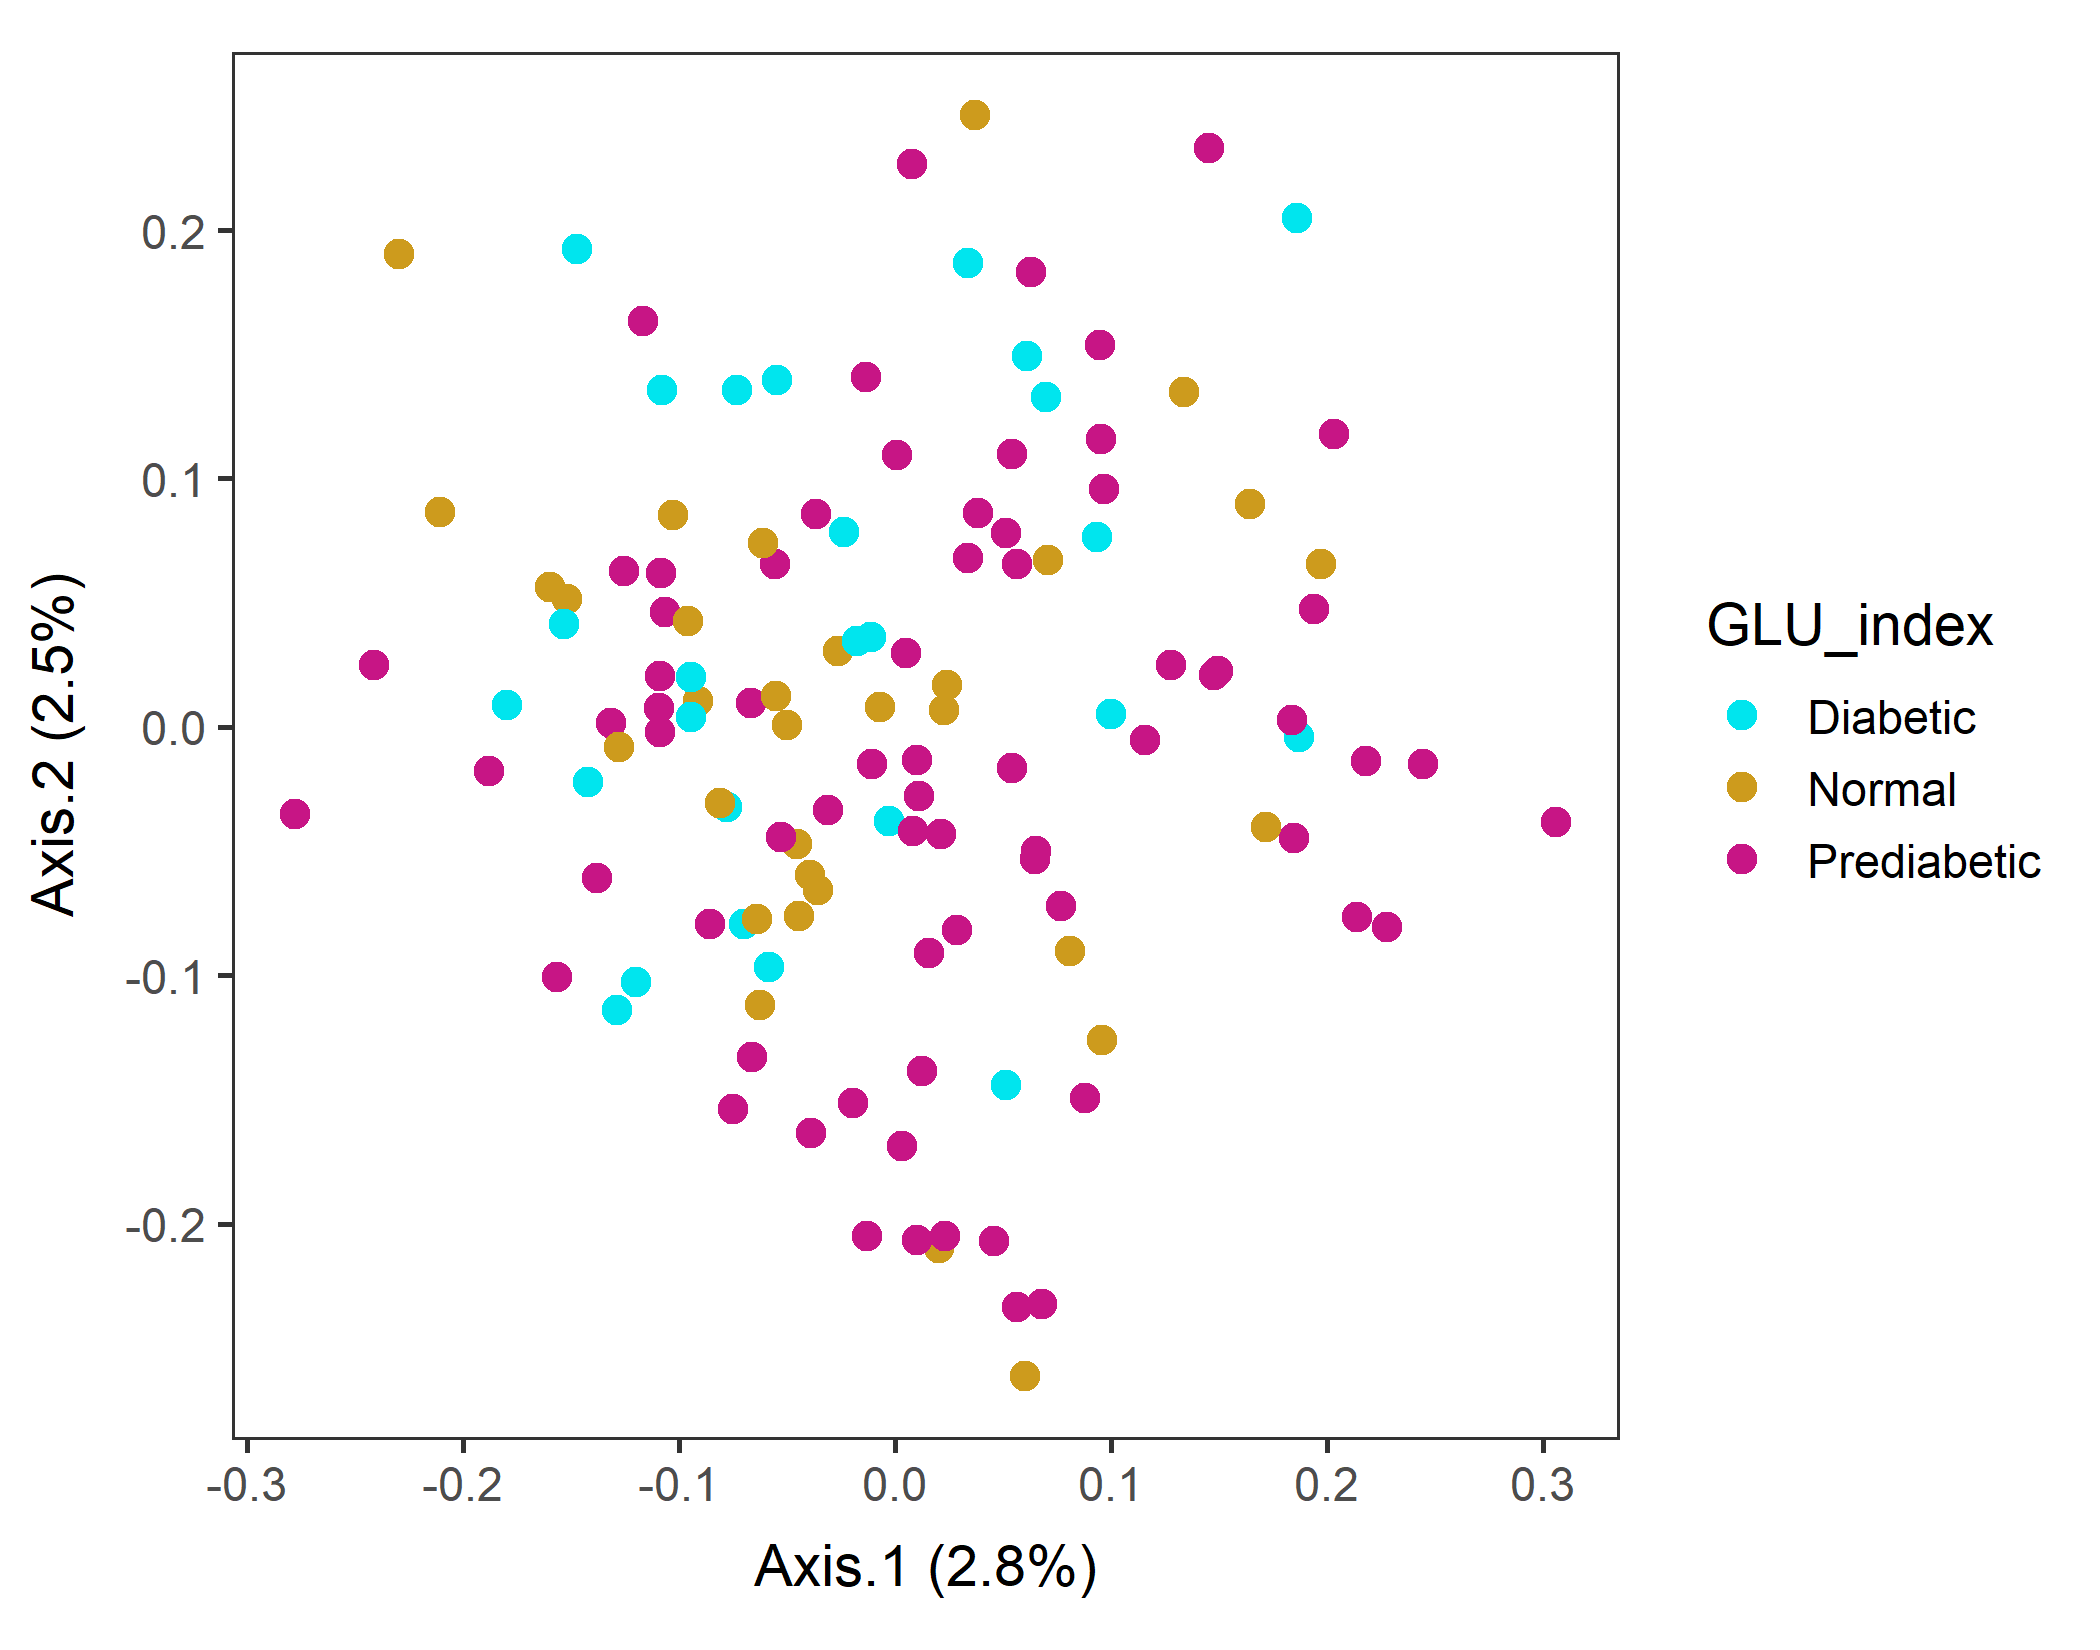 Axis.2 (2.5%)
0.2
0.1
0.0
-0.1
-0.2
-0.3
-0.2
-0.1
0.0
0.1
0.2
0.3
Axis.1 (2.8%)
GLU_index
Diabetic
Normal
Prediabetic